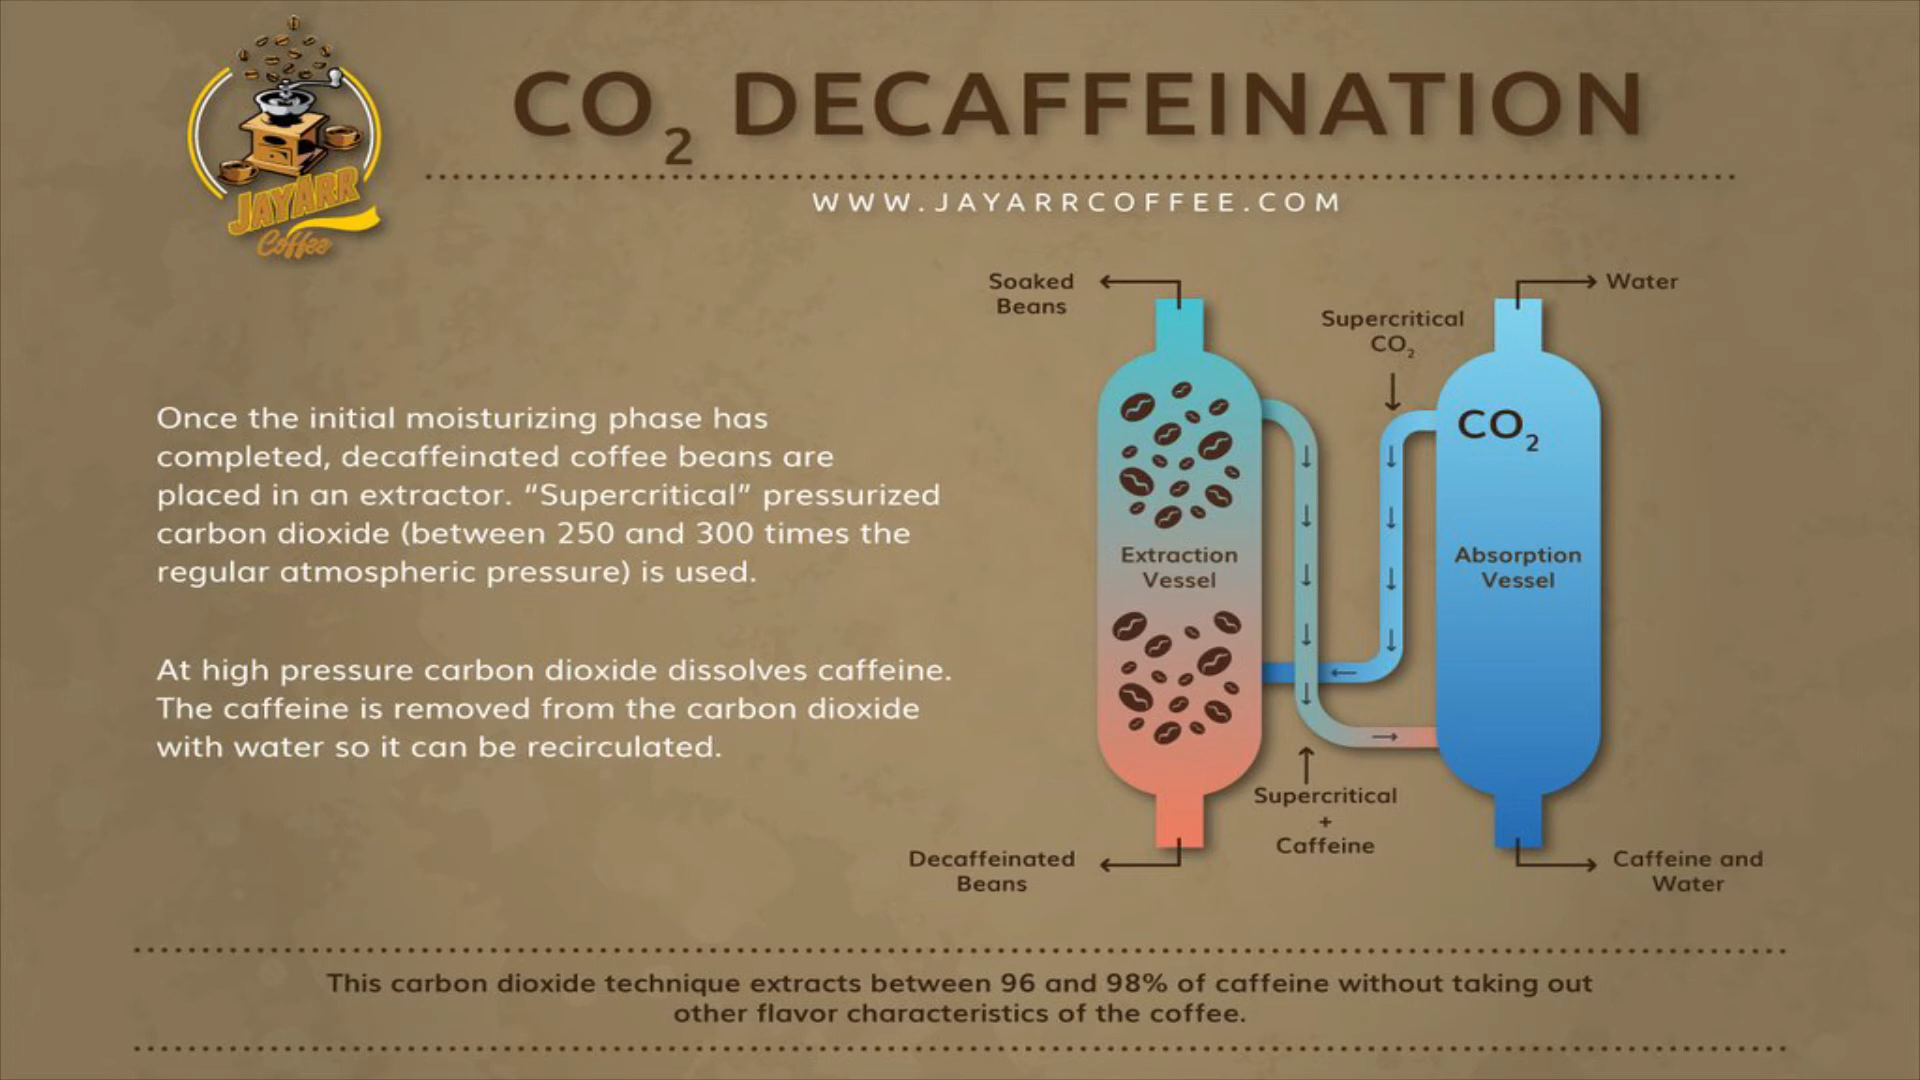 JAYARR
Coffee
CO₂ DECAFFEINATION
WWW.JAYARRCOFFEE.COM
Once the initial moisturizing phase has
completed, decaffeinated coffee beans are
placed in an extractor. “Supercritical” pressurized
carbon dioxide (between 250 and 300 times the
regular atmospheric pressure) is used.
At high pressure carbon dioxide dissolves caffeine.
The caffeine is removed from the carbon dioxide
with water so it can be recirculated.
Soaked
Beans
Supercritical
CO₂
Water
CO₂
Extraction
Vessel
Absorption
Vessel
Supercritical
+
Caffeine
Decaffeinated
Beans
Caffeine and
Water
This carbon dioxide technique extracts between 96 and 98% of caffeine without taking out
other flavor characteristics of the coffee.